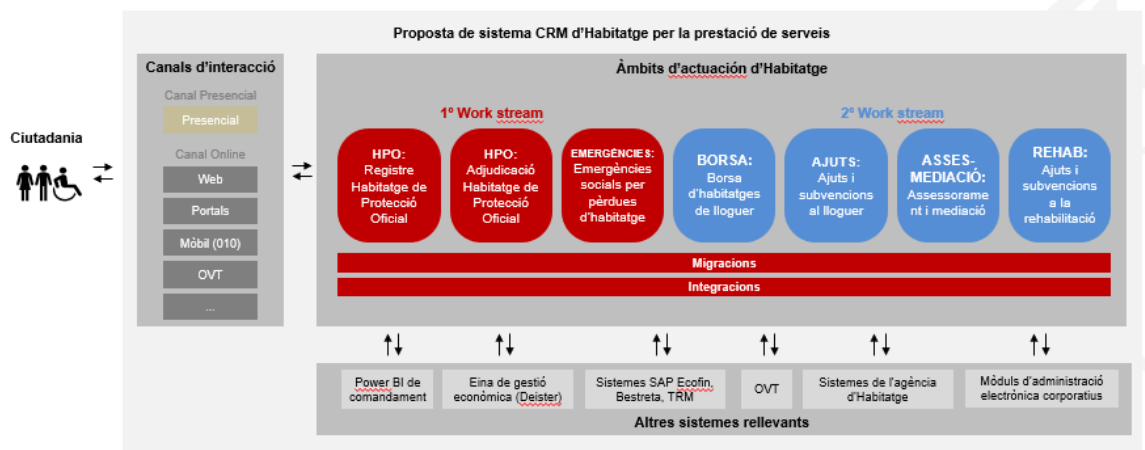 Proposta de sistema CRM d'Habitatge per la prestació de serveis
Ciutadania
Canals d'interacció
Canal Presencial
Presencial
Canal Online
Web
Portals
Mòbil (010)
OVT
...
Àmbits d'actuación d'Habitatge
1º Work stream
2º Work stream
HPO:
Registre
Habitatge de
Protecció
Oficial
HPO:
Adjudicació
Habitatge de
Protecció
Oficial
EMERGÈNCIES:
Emergències
socials per
pèrdues
d'habitatge
BORSA:
Borsa
d'habitatges
de lloguer
AJUTS:
Ajuts i
subvencions
al lloguer
ASSES-
MEDIACIÓ:
Assessorame
nt i mediació
REHAB:
Ajuts i
subvencions
a la
rehabilitació
Migracions
Integracions
Power BI de
comandament
Eina de gestió
econòmica (Deister)
Sistemes SAP Ecofin,
Bestreta, TRM
OVT
Sistemes de l'agència
d'Habitatge
Mòduls d'administració
electrònica corporatius
Altres sistemes rellevants